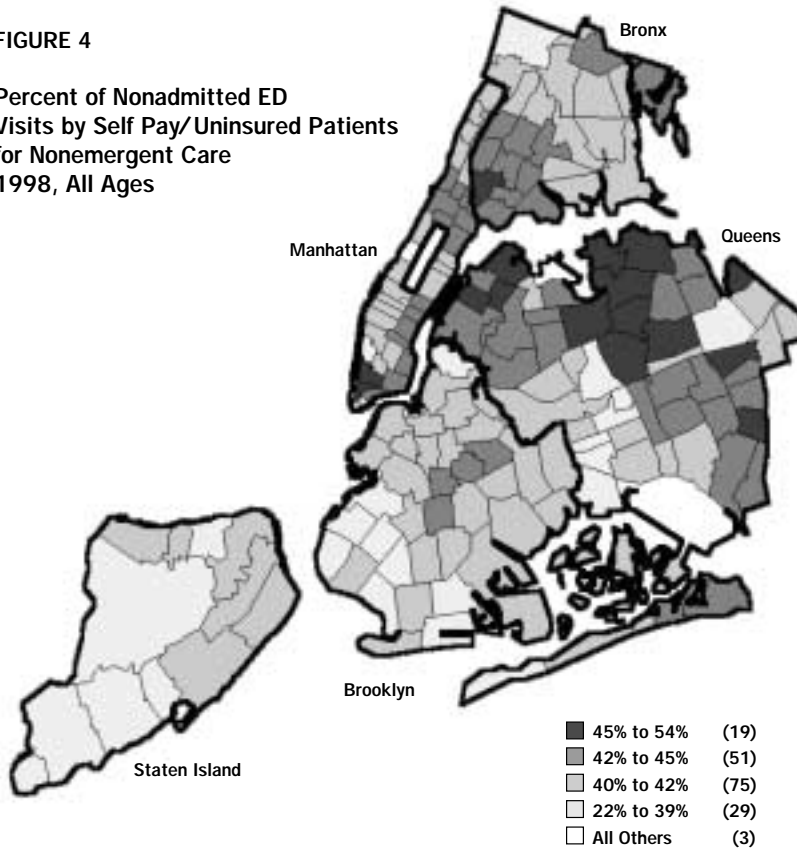 FIGURE 4
Percent of Nonadmitted ED
Visits by Self Pay/Uninsured Patients
for Nonemergent Care
1998, All Ages
Bronx
Manhattan
Queens
Brooklyn
Staten Island
45% to 54% (19)
42% to 45% (51)
40% to 42% (75)
22% to 39% (29)
All Others (3)